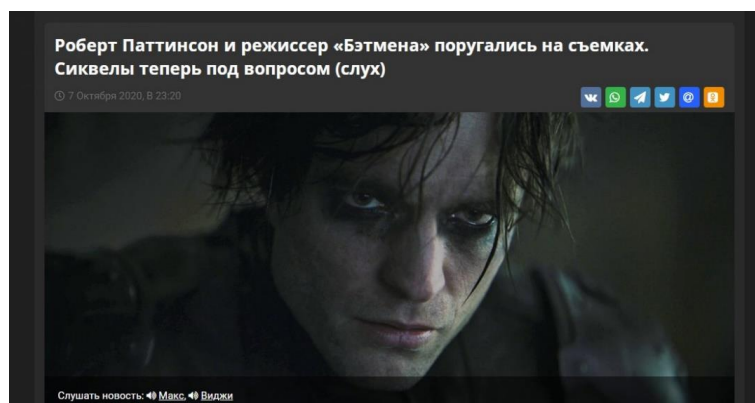 Роберт Паттинсон и режиссер «Бэтмена» поругались на съемках.
Сиквелы теперь под вопросом (слух)
7 Октября 2020, В 23:20
Слушать новость: Макс, Виджи